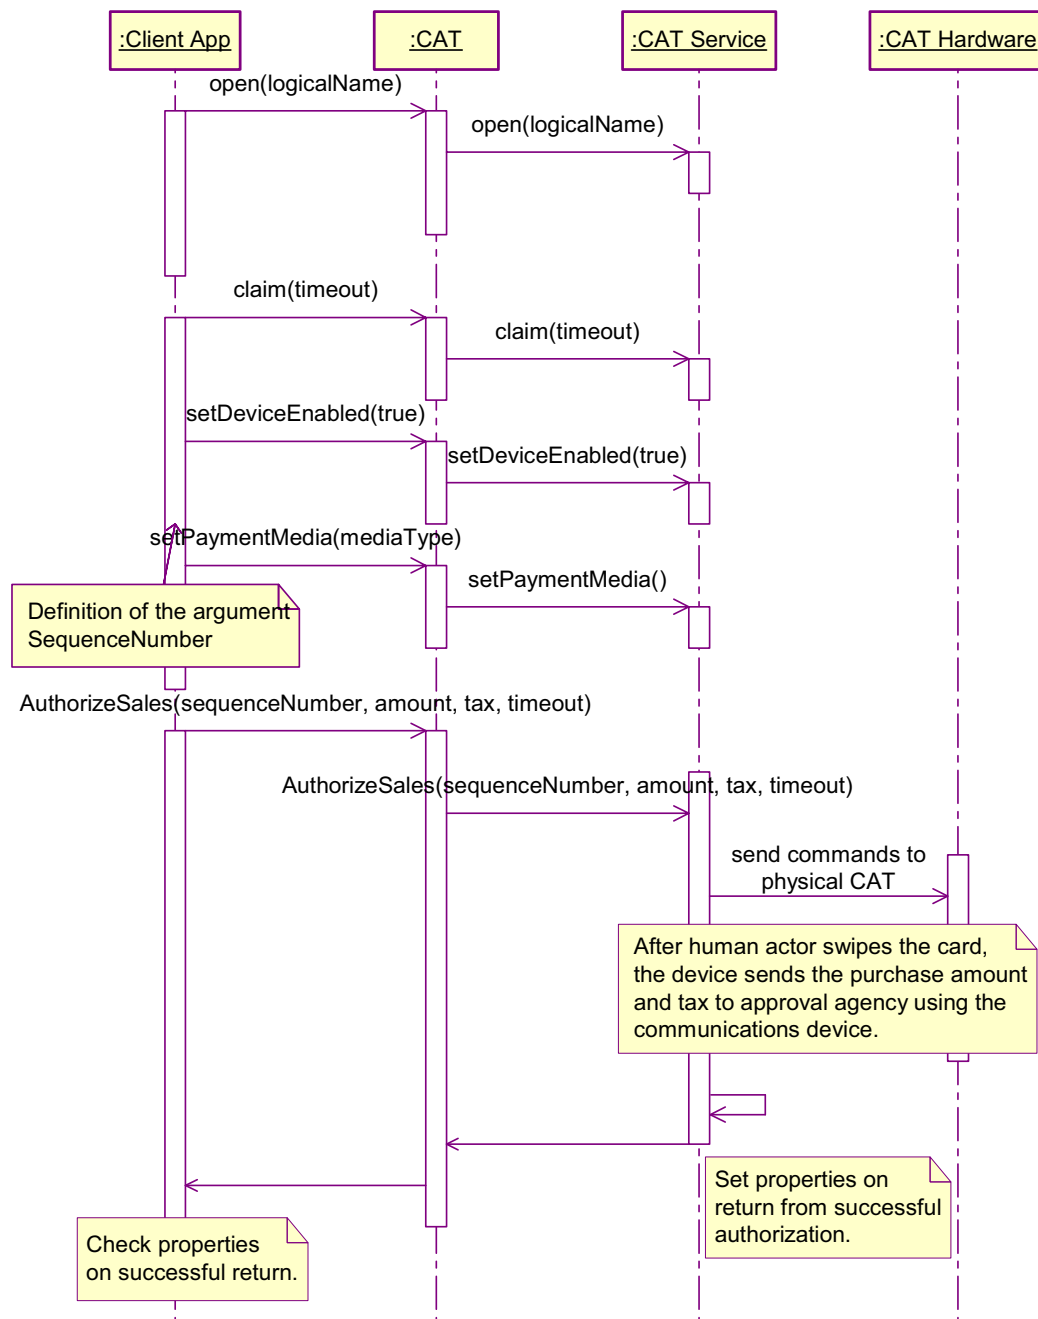 :Client App
:CAT
:CAT Service
:CAT Hardware
open(logicalName)
open(logicalName)
claim(timeout)
claim(timeout)
setDeviceEnabled(true)
setDeviceEnabled(true)
setPaymentMedia(mediaType)
setPaymentMedia()
Definition of the argument
SequenceNumber
AuthorizeSales(sequenceNumber, amount, tax, timeout)
AuthorizeSales(sequenceNumber, amount, tax, timeout)
send commands to
physical CAT
After human actor swipes the card,
the device sends the purchase amount
and tax to approval agency using the
communications device.
Set properties on
return from successful
authorization.
Check properties
on successful return.